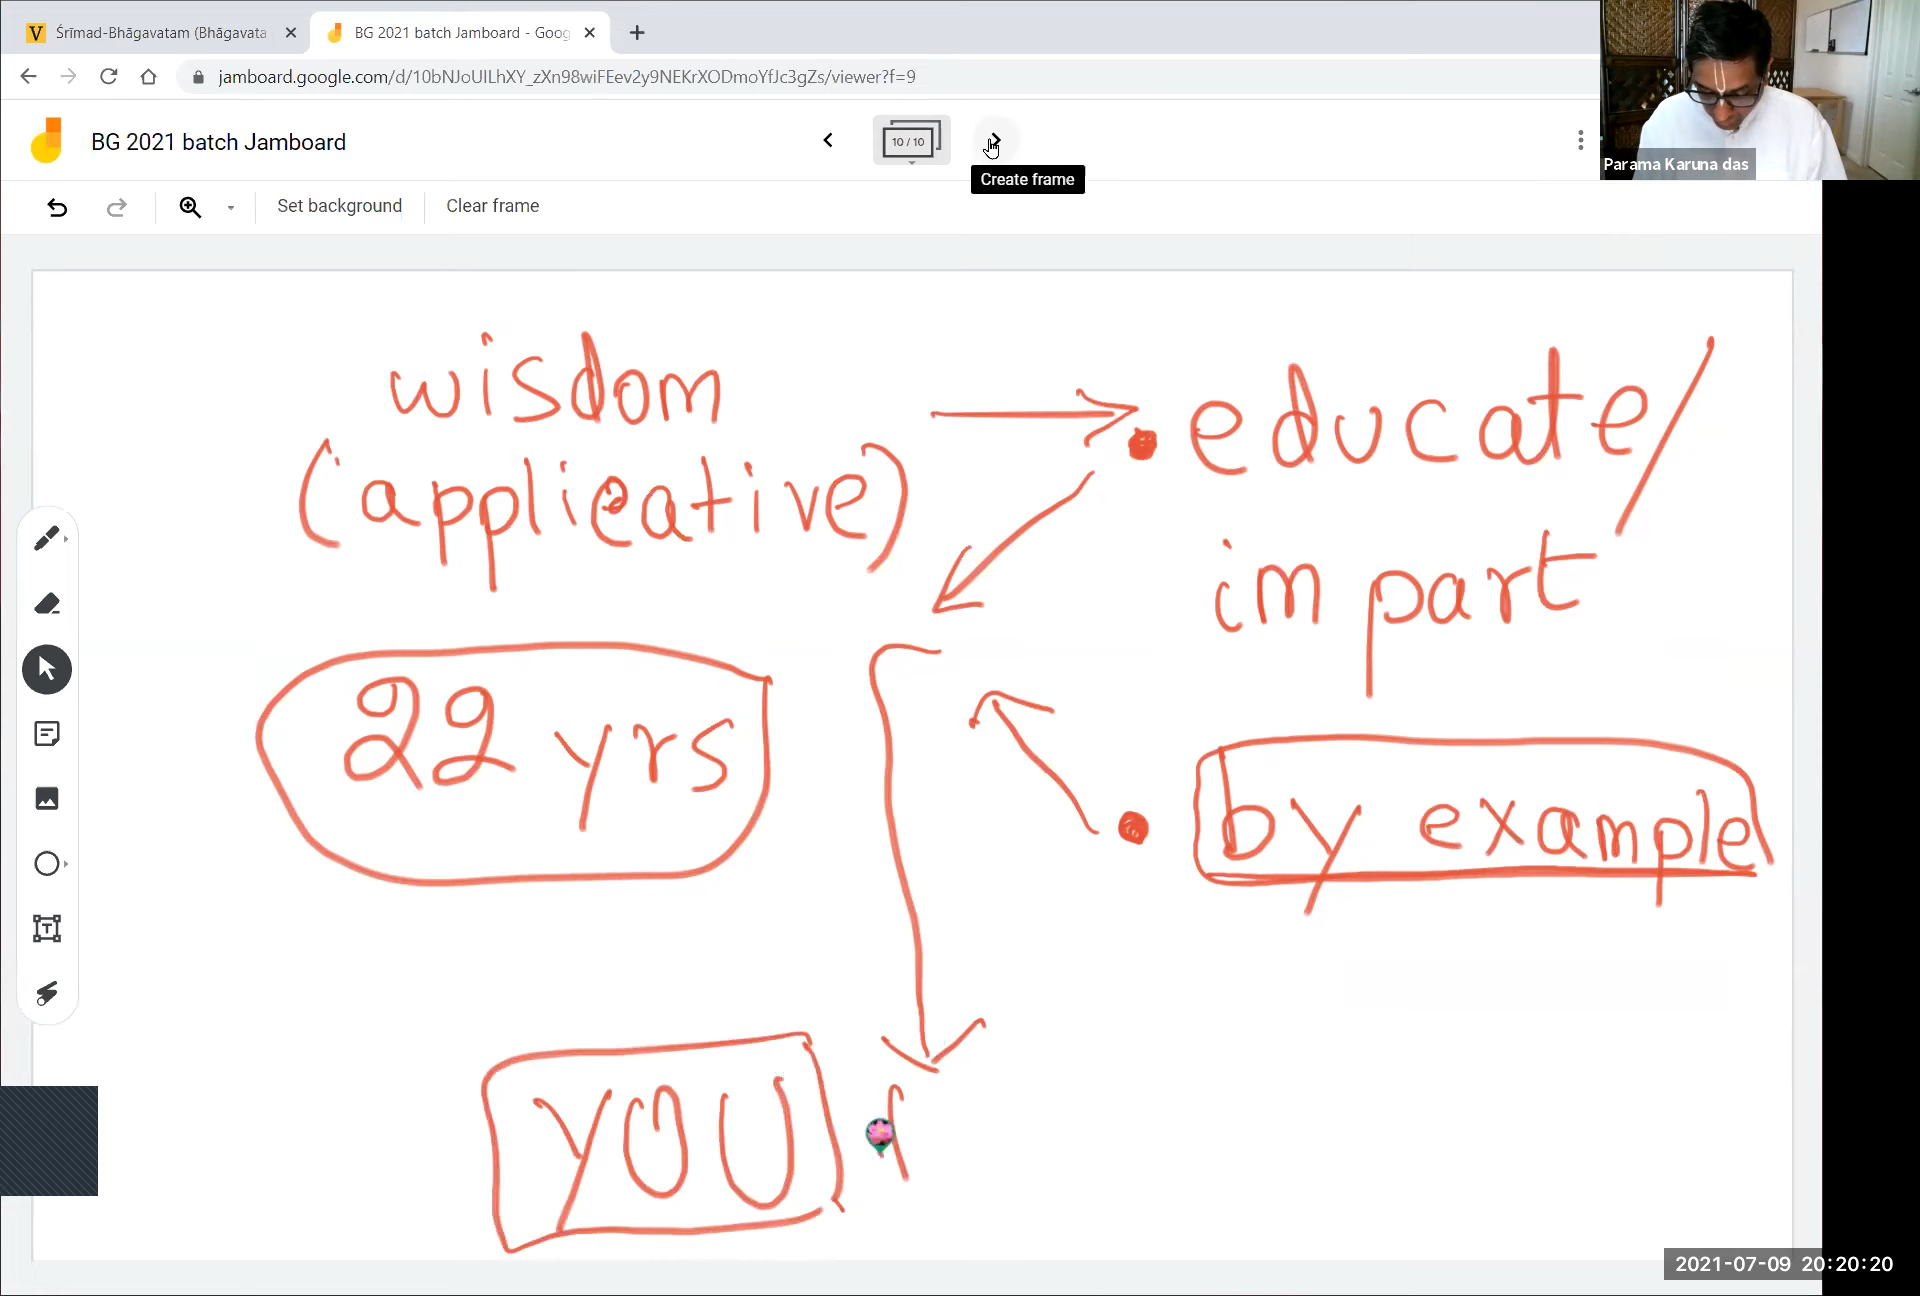 Śrīmad-Bhāgavatam (Bhāgavata
BG 2021 batch Jamboard - Goog
jamboard.google.com/d/10bNJoUILhXY_zXn98wiFEev2y9NEKrXODmoYfJc3gZs/viewer?f=9
BG 2021 batch Jamboard
10 / 10
Create frame
Parama Karuna das
Set background
Clear frame
wisdom
(applicative)
educate/
impart
22 yrs
by example
YOU
2021-07-09 20:20:20